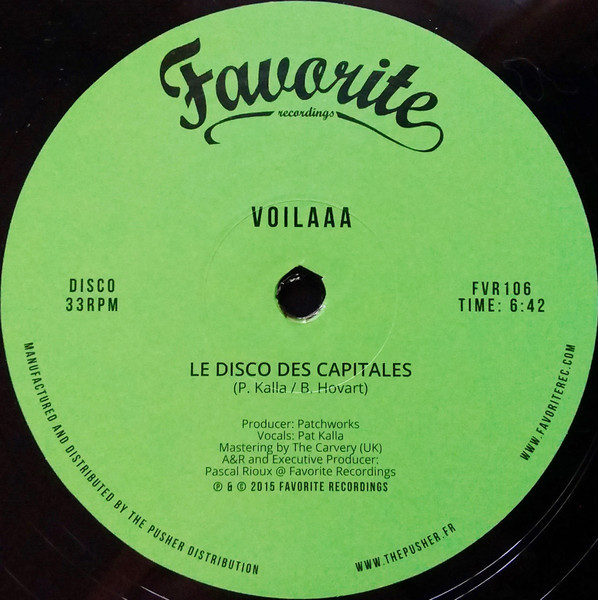 Favorite
recordings
VOILAAA
DISCO
33RPM
FVR106
TIME: 6:42
LE DISCO DES CAPITALES
(P. Kalla / B. Hovart)
Producer: Patchworks
Vocals: Pat Kalla
Mastering by The Carvery (UK)
A&R and Executive Producer:
Pascal Rioux @ Favorite Recordings
℗ & © 2015 FAVORITE RECORDINGS
MANUFACTURED AND DISTRIBUTED BY THE PUSHER DISTRIBUTION
WWW.THEPUSHER.FR
WWW.FAVORITEREC.COM